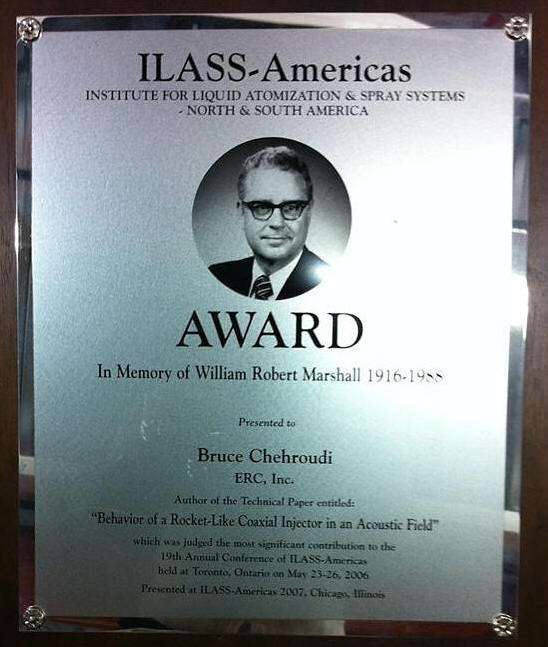 ILASS-Americas
INSTITUTE FOR LIQUID ATOMIZATION & SPRAY SYSTEMS
- NORTH & SOUTH AMERICA
AWARD
In Memory of William Robert Marshall 1916-1988
Presented to
Bruce Chehroudi
ERC, Inc.
Author of the Technical Paper entitled:
“Behavior of a Rocket-Like Coaxial Injector in an Acoustic Field”
which was judged the most significant contribution to the
19th Annual Conference of ILASS-Americas
held at Toronto, Ontario on May 23-26, 2006
Presented at ILASS-Americas 2007, Chicago, Illinois